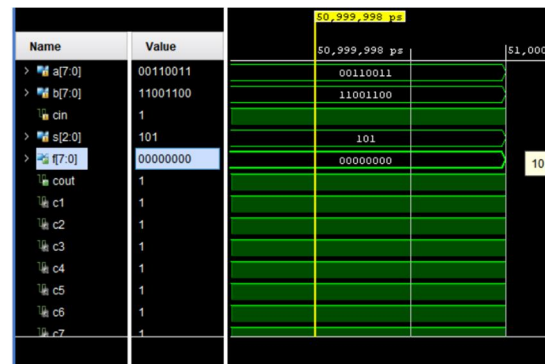 50,999,998 ps
Name Value 50,999,998 ps 51,000
a[7:0] 00110011 00110011
b[7:0] 11001100 11001100
cin 1
s[2:0] 101 101
f[7:0] 00000000 00000000 10
cout 1
c1 1
c2 1
c3 1
c4 1
c5 1
c6 1
c7 1